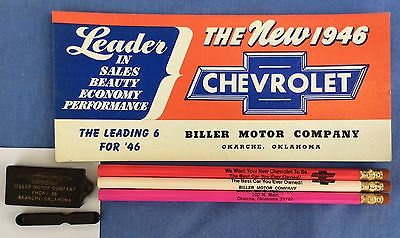 Leader
IN
SALES
BEAUTY
ECONOMY
PERFORMANCE
THE New 1946
CHEVROLET
THE LEADING 6
FOR '46
BILLER MOTOR COMPANY
OKARCHE, OKLAHOMA
BILLER MOTOR COMPANY
PHONE
OKARCHE, OKLAHOMA
We Want Your New Chevrolet To Be
The Best Car You Ever Owned!
The Best Car You Ever Owned!
BILLER MOTOR COMPANY
Okarche, Oklahoma 73762